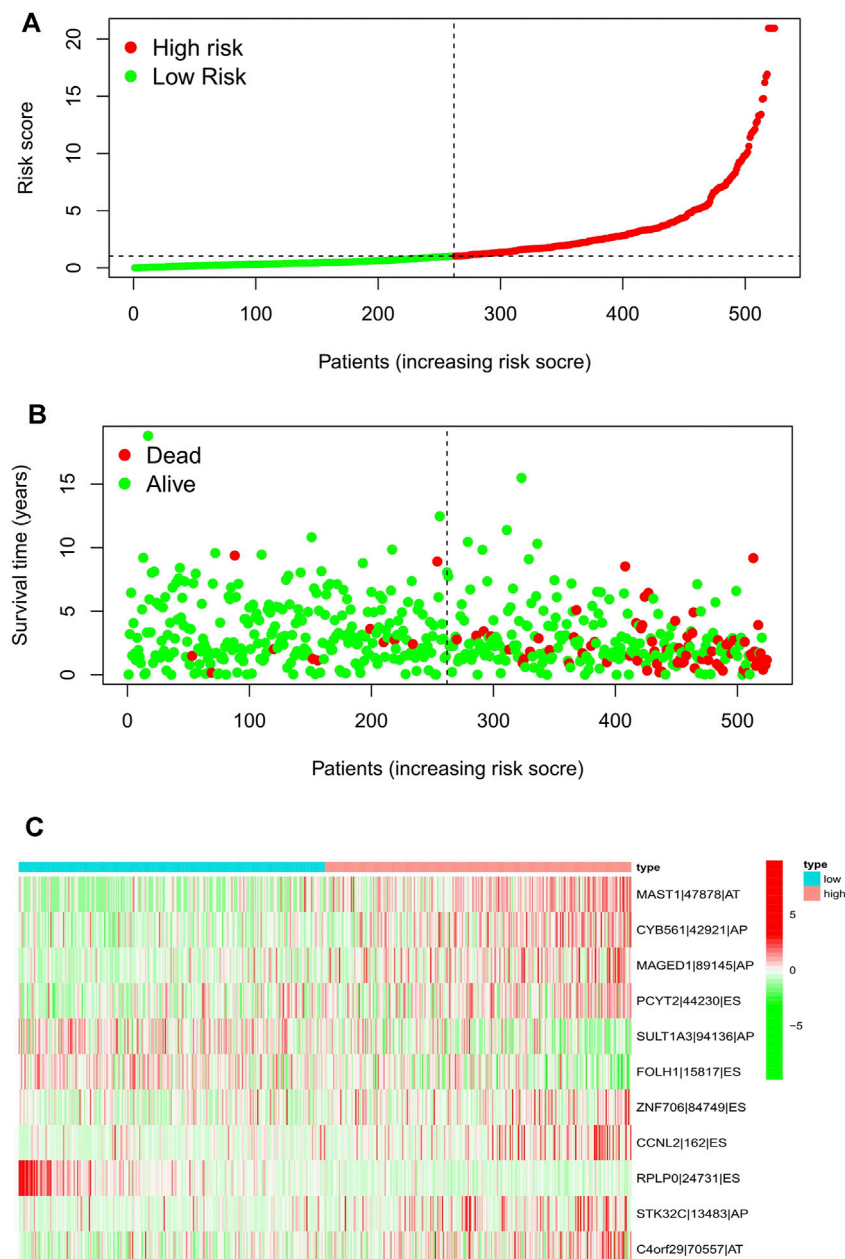 A
High risk
Low Risk
Risk score
20
15
10
5
0
0
100
200
300
400
500
Patients (increasing risk socre)
B
Dead
Alive
Survival time (years)
15
10
5
0
0
100
200
300
400
500
Patients (increasing risk socre)
C
type
MAST1|47878|AT
CYB561|42921|AP
MAGED1|89145|AP
PCYT2|44230|ES
SULT1A3|94136|AP
FOLH1|15817|ES
ZNF706|84749|ES
CCNL2|162|ES
RPLP0|24731|ES
STK32C|13483|AP
C4orf29|70557|AT
5
0
−5
type
low
high